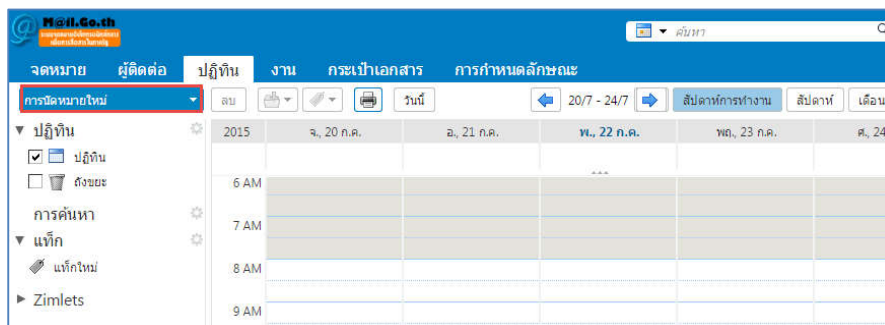 M@il.Go.th
ค้นหา
จดหมาย ผู้ติดต่อ ปฏิทิน งาน กระเป๋าเอกสาร การกำหนดลักษณะ
การนัดหมายใหม่ ลบ วันนี้ 20/7 - 24/7 สัปดาห์การทำงาน สัปดาห์ เดือน
ปฏิทิน 2015 จ., 20 ก.ค. อ., 21 ก.ค. พ., 22 ก.ค. พฤ., 23 ก.ค. ศ., 24
ปฏิทิน
ถังขยะ 6 AM
การค้นหา
7 AM
แท็ก
แท็กใหม่ 8 AM
Zimlets
9 AM